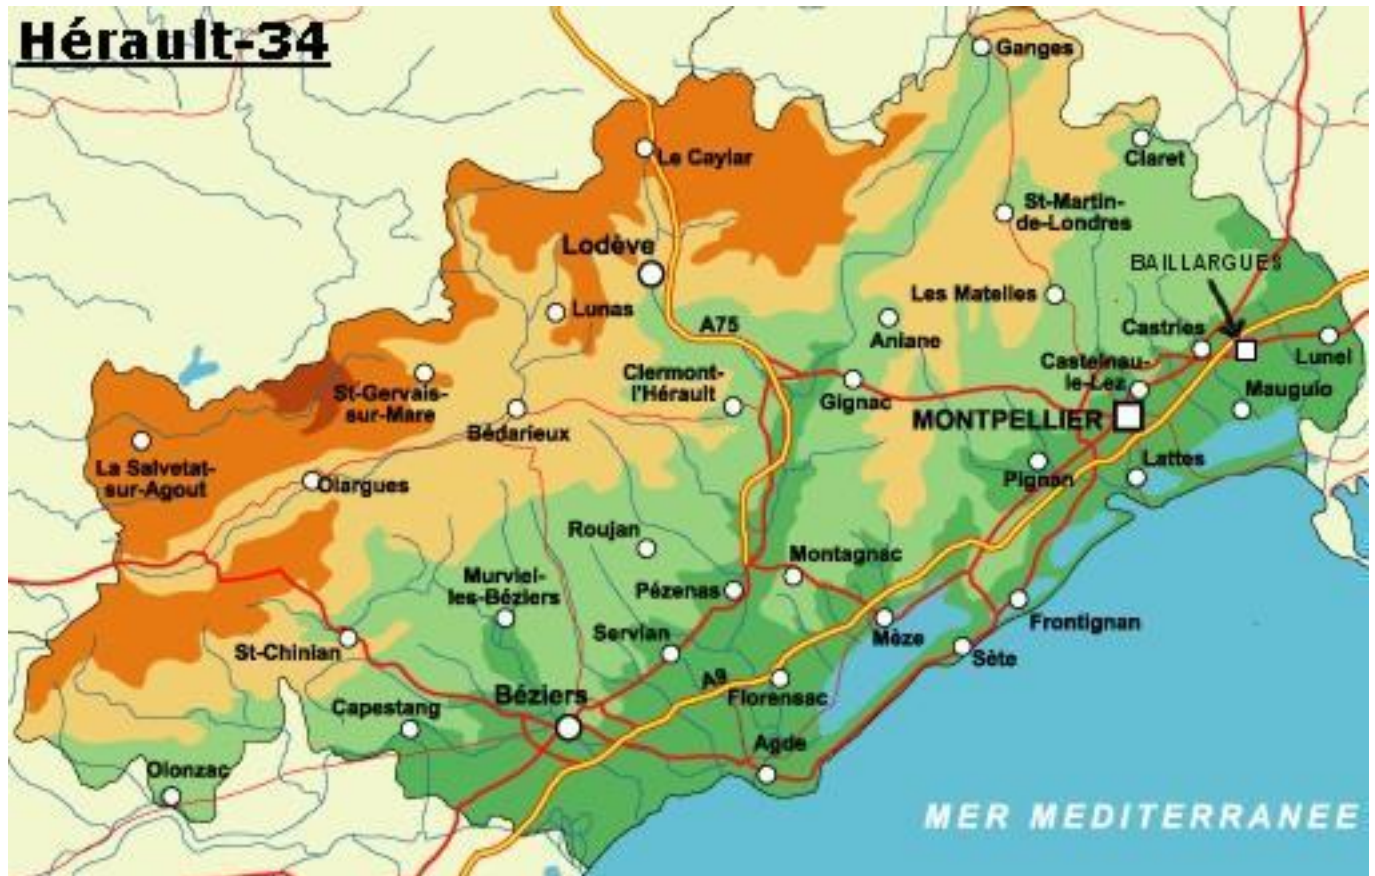 Hérault-34
Ganges
Le Caylar
Claret
St-Martin-
de-Londres
Lodève
BAILLARGUES
Les Matelles
Lunas
A75
Aniane
Castries
Lunel
Clermont-
l'Hérault
Castelnau-
le-Lez
St-Gervais-
sur-Mare
Gignac
Mauguio
MONTPELLIER
Bédarieux
La Salvetat-
sur-Agout
Olargues
Pignan
Lattes
Roujan
Montagnac
Murviel-
les-Béziers
Pézenas
Servian
Mèze
Frontignan
St-Chinian
Sète
A9
Florensac
Béziers
Capestang
Agde
Olonzac
MER MEDITERRANEE